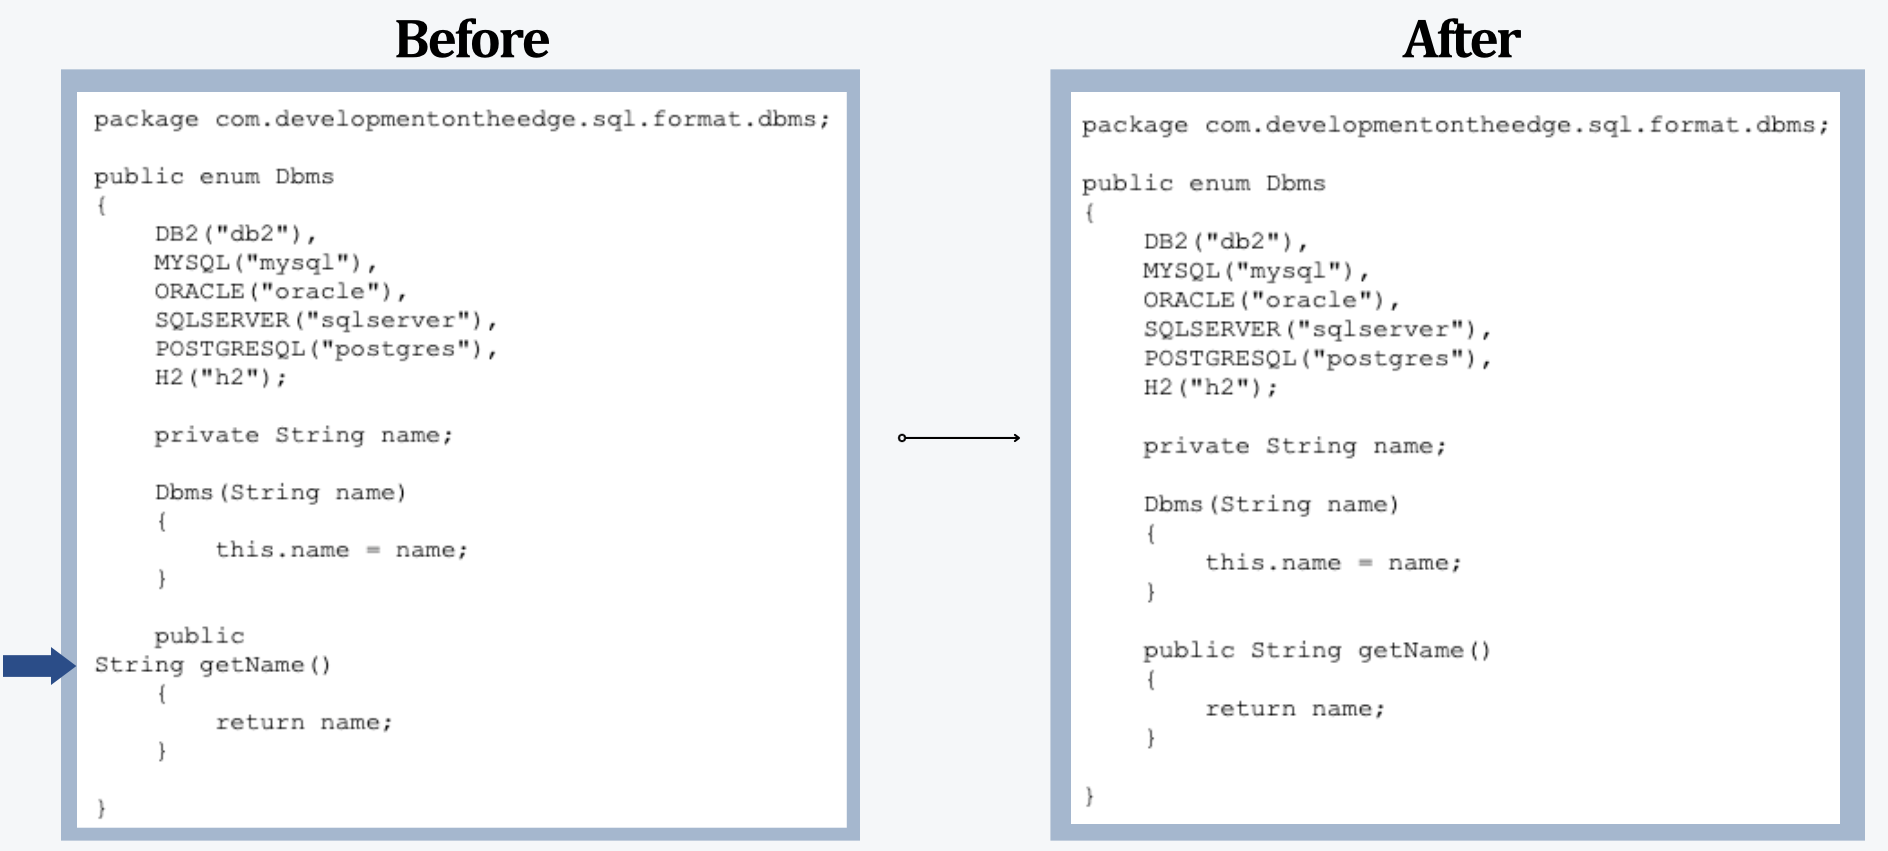 Before
package com.developmentontheedge.sql.format.dbms;
public enum Dbms
{
    DB2("db2"),
    MYSQL("mysql"),
    ORACLE("oracle"),
    SQLSERVER("sqlserver"),
    POSTGRESQL("postgres"),
    H2("h2");
    private String name;
    Dbms(String name)
    {
        this.name = name;
    }
    public
String getName()
    {
        return name;
    }
}
After
package com.developmentontheedge.sql.format.dbms;
public enum Dbms
{
    DB2("db2"),
    MYSQL("mysql"),
    ORACLE("oracle"),
    SQLSERVER("sqlserver"),
    POSTGRESQL("postgres"),
    H2("h2");
    private String name;
    Dbms(String name)
    {
        this.name = name;
    }
    public String getName()
    {
        return name;
    }
}